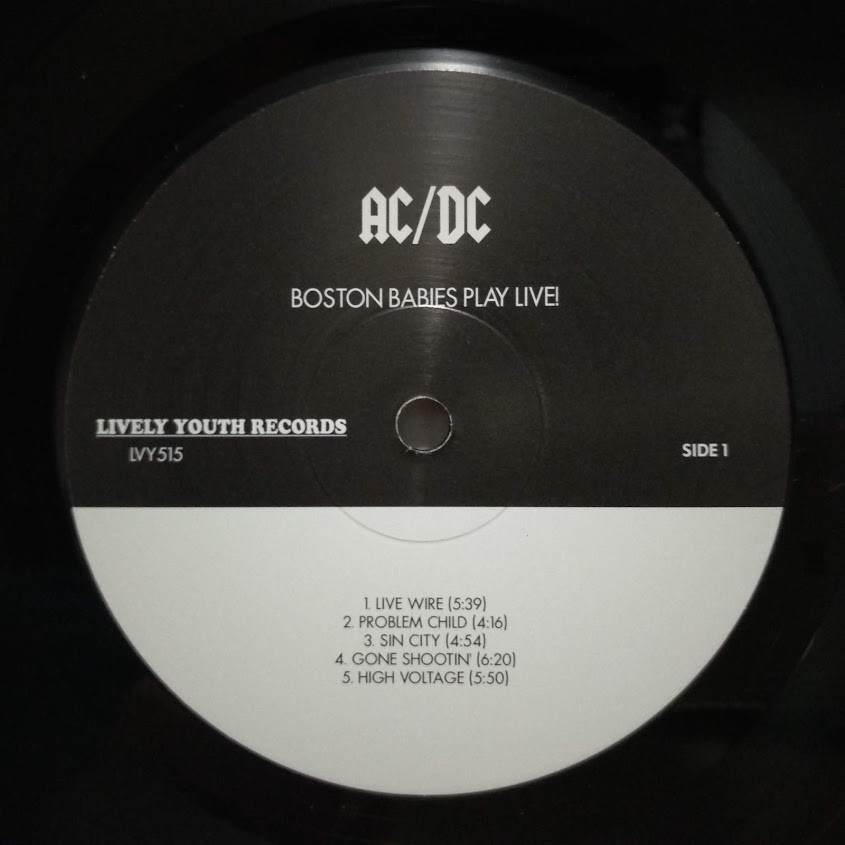 AC/DC
BOSTON BABIES PLAY LIVE!
LIVELY YOUTH RECORDS
LVY515
SIDE 1
1. LIVE WIRE (5:39)
2. PROBLEM CHILD (4:16)
3. SIN CITY (4:54)
4. GONE SHOOTIN' (6:20)
5. HIGH VOLTAGE (5:50)